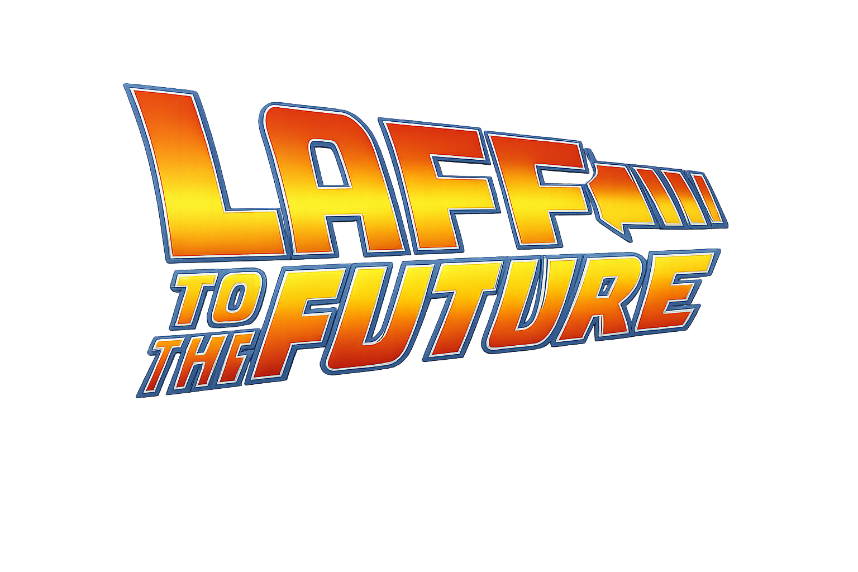 LAFF
TO THE FUTURE